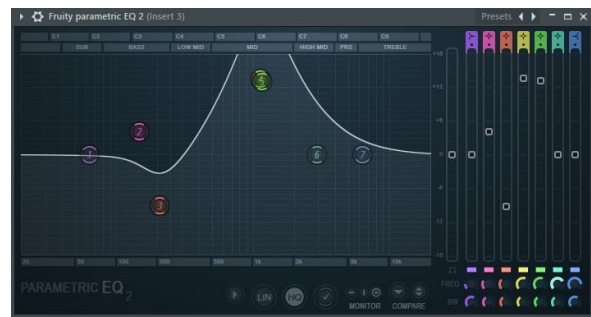 Fruity parametric EQ 2 (Insert 3) Presets
C1 C2 C3 C4 C5 C6 C7 C8 C9
SUB BASS LOW MID MID HIGH MID PRS TREBLE
+18
+12
+6
0
-6
-12
-18
1 2 3 5 6 7
20 50 100 200 500 1k 2k 5k 10k
PARAMETRIC EQ 2
LIN HQ
MONITOR COMPARE
FREQ
BW